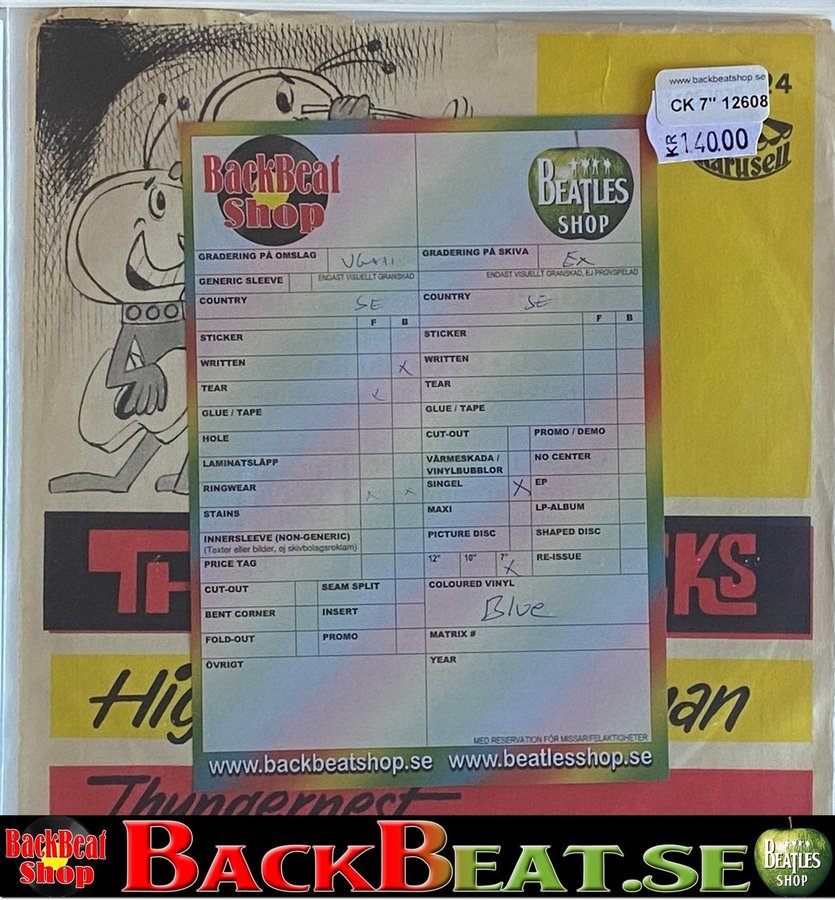 24
www.backbeatshop.se
CK 7" 12608
KR 140.00
Karusell
BackBeat
Shop
BEATLES
SHOP
GRADERING PÅ OMSLAG VG+++
GRADERING PÅ SKIVA Ex
GENERIC SLEEVE
ENDAST VISUELLT GRANSKAD
ENDAST VISUELLT GRANSKAD, EJ PROVSPELAD
COUNTRY SE
COUNTRY SE
F B
F B
STICKER
STICKER
WRITTEN X
WRITTEN
TEAR x
TEAR
GLUE / TAPE
GLUE / TAPE
HOLE
CUT-OUT
PROMO / DEMO
LAMINATSLÄPP
VÄRMESKADA /
VINYLBUBBLOR
NO CENTER
RINGWEAR x x
SINGEL X
EP
STAINS
MAXI
LP-ALBUM
INNERSLEEVE (NON-GENERIC)
(Texter eller bilder, ej skivbolagsreklam)
PICTURE DISC
SHAPED DISC
PRICE TAG
12" 10" 7" X
RE-ISSUE
CUT-OUT
SEAM SPLIT
COLOURED VINYL
Blue
BENT CORNER
INSERT
FOLD-OUT
PROMO
MATRIX #
ÖVRIGT
YEAR
MED RESERVATION FÖR MISSAR/FELAKTIGHETER
www.backbeatshop.se www.beatlesshop.se
Thungernest
BackBeat
Shop
BACKBEAT.SE
BEATLES
SHOP